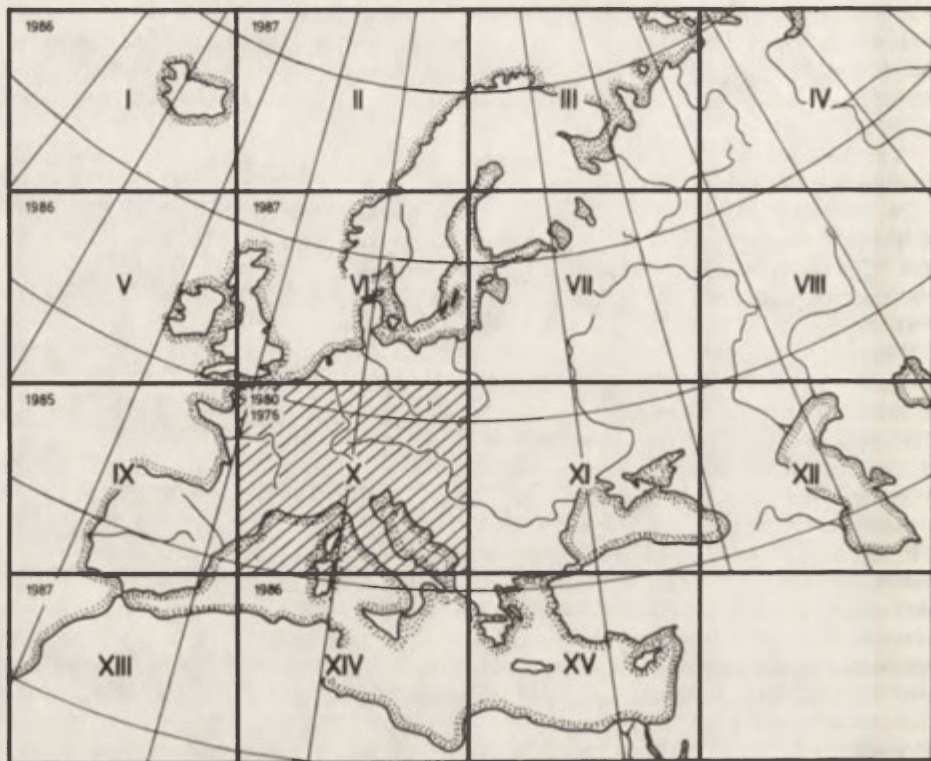 1986 1987
I II III IV
1986 1987
V VI VII VIII
1985 1980
1976
IX X XI XII
1987 1986
XIII XIV XV